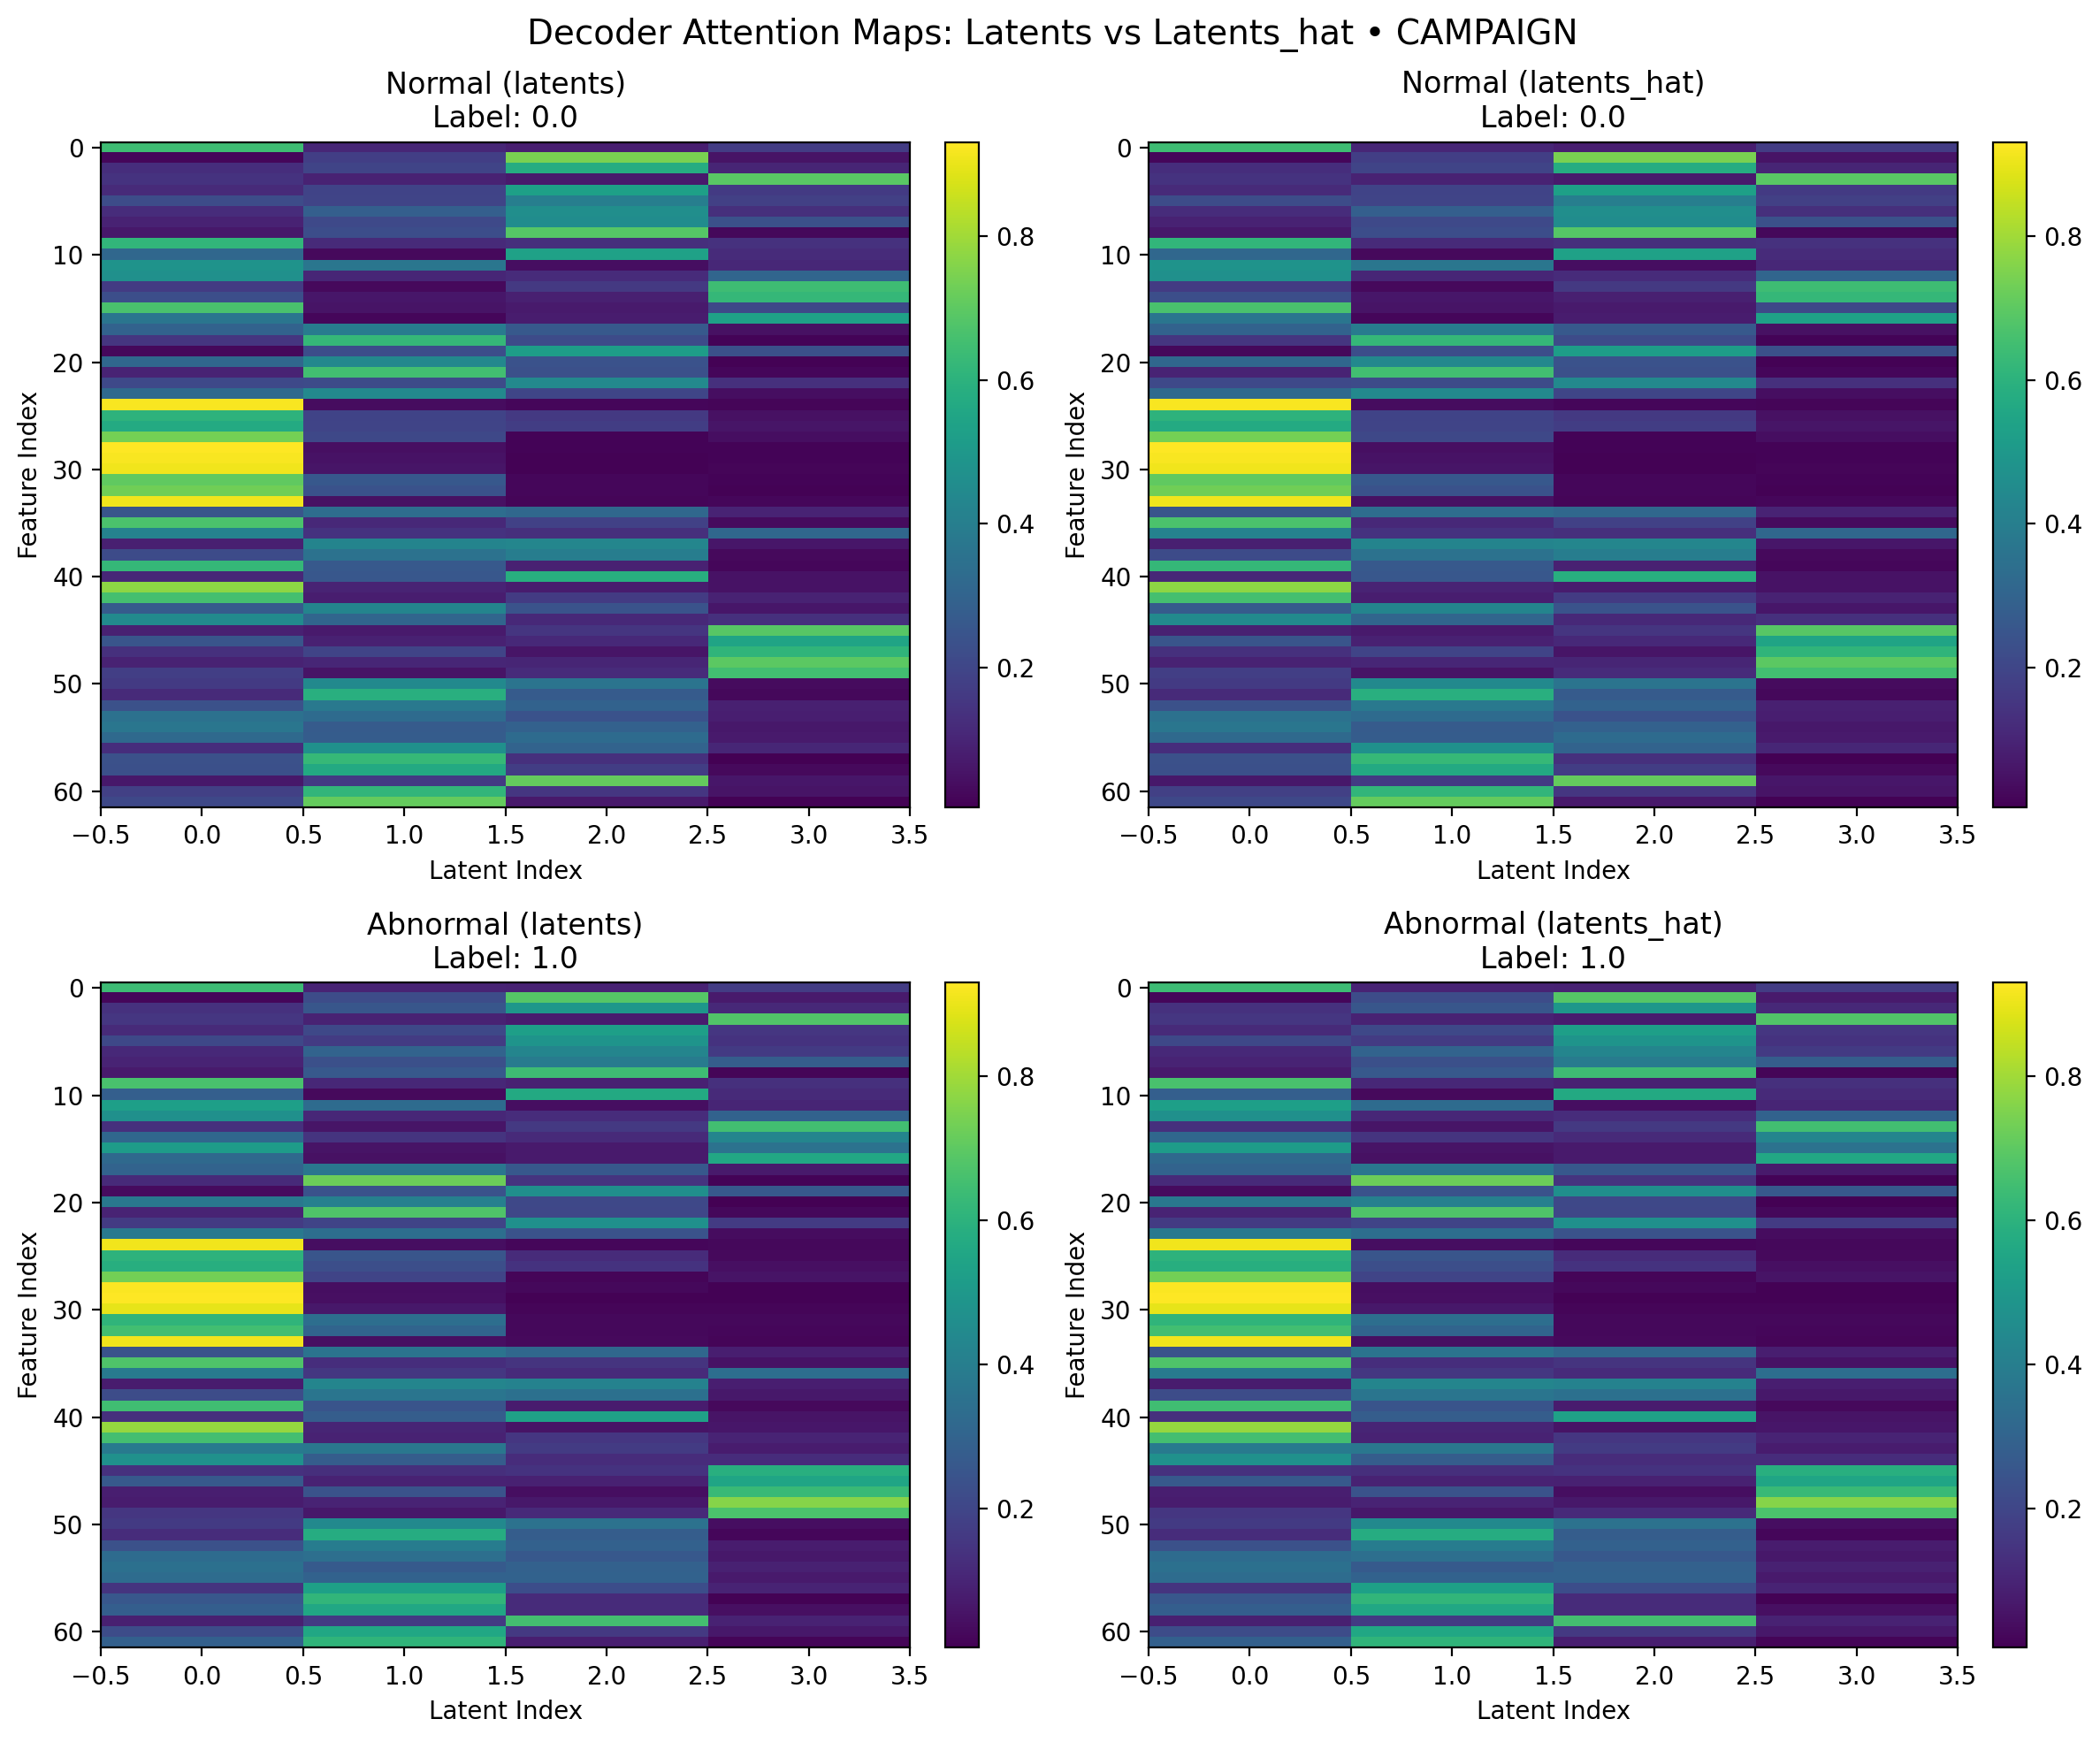 Decoder Attention Maps: Latents vs Latents_hat • CAMPAIGN
Normal (latents)
Label: 0.0
0
10
20
30
40
50
60
Feature Index
−0.5 0.0 0.5 1.0 1.5 2.0 2.5 3.0 3.5
Latent Index
0.8
0.6
0.4
0.2
Normal (latents_hat)
Label: 0.0
0
10
20
30
40
50
60
Feature Index
−0.5 0.0 0.5 1.0 1.5 2.0 2.5 3.0 3.5
Latent Index
0.8
0.6
0.4
0.2
Abnormal (latents)
Label: 1.0
0
10
20
30
40
50
60
Feature Index
−0.5 0.0 0.5 1.0 1.5 2.0 2.5 3.0 3.5
Latent Index
0.8
0.6
0.4
0.2
Abnormal (latents_hat)
Label: 1.0
0
10
20
30
40
50
60
Feature Index
−0.5 0.0 0.5 1.0 1.5 2.0 2.5 3.0 3.5
Latent Index
0.8
0.6
0.4
0.2